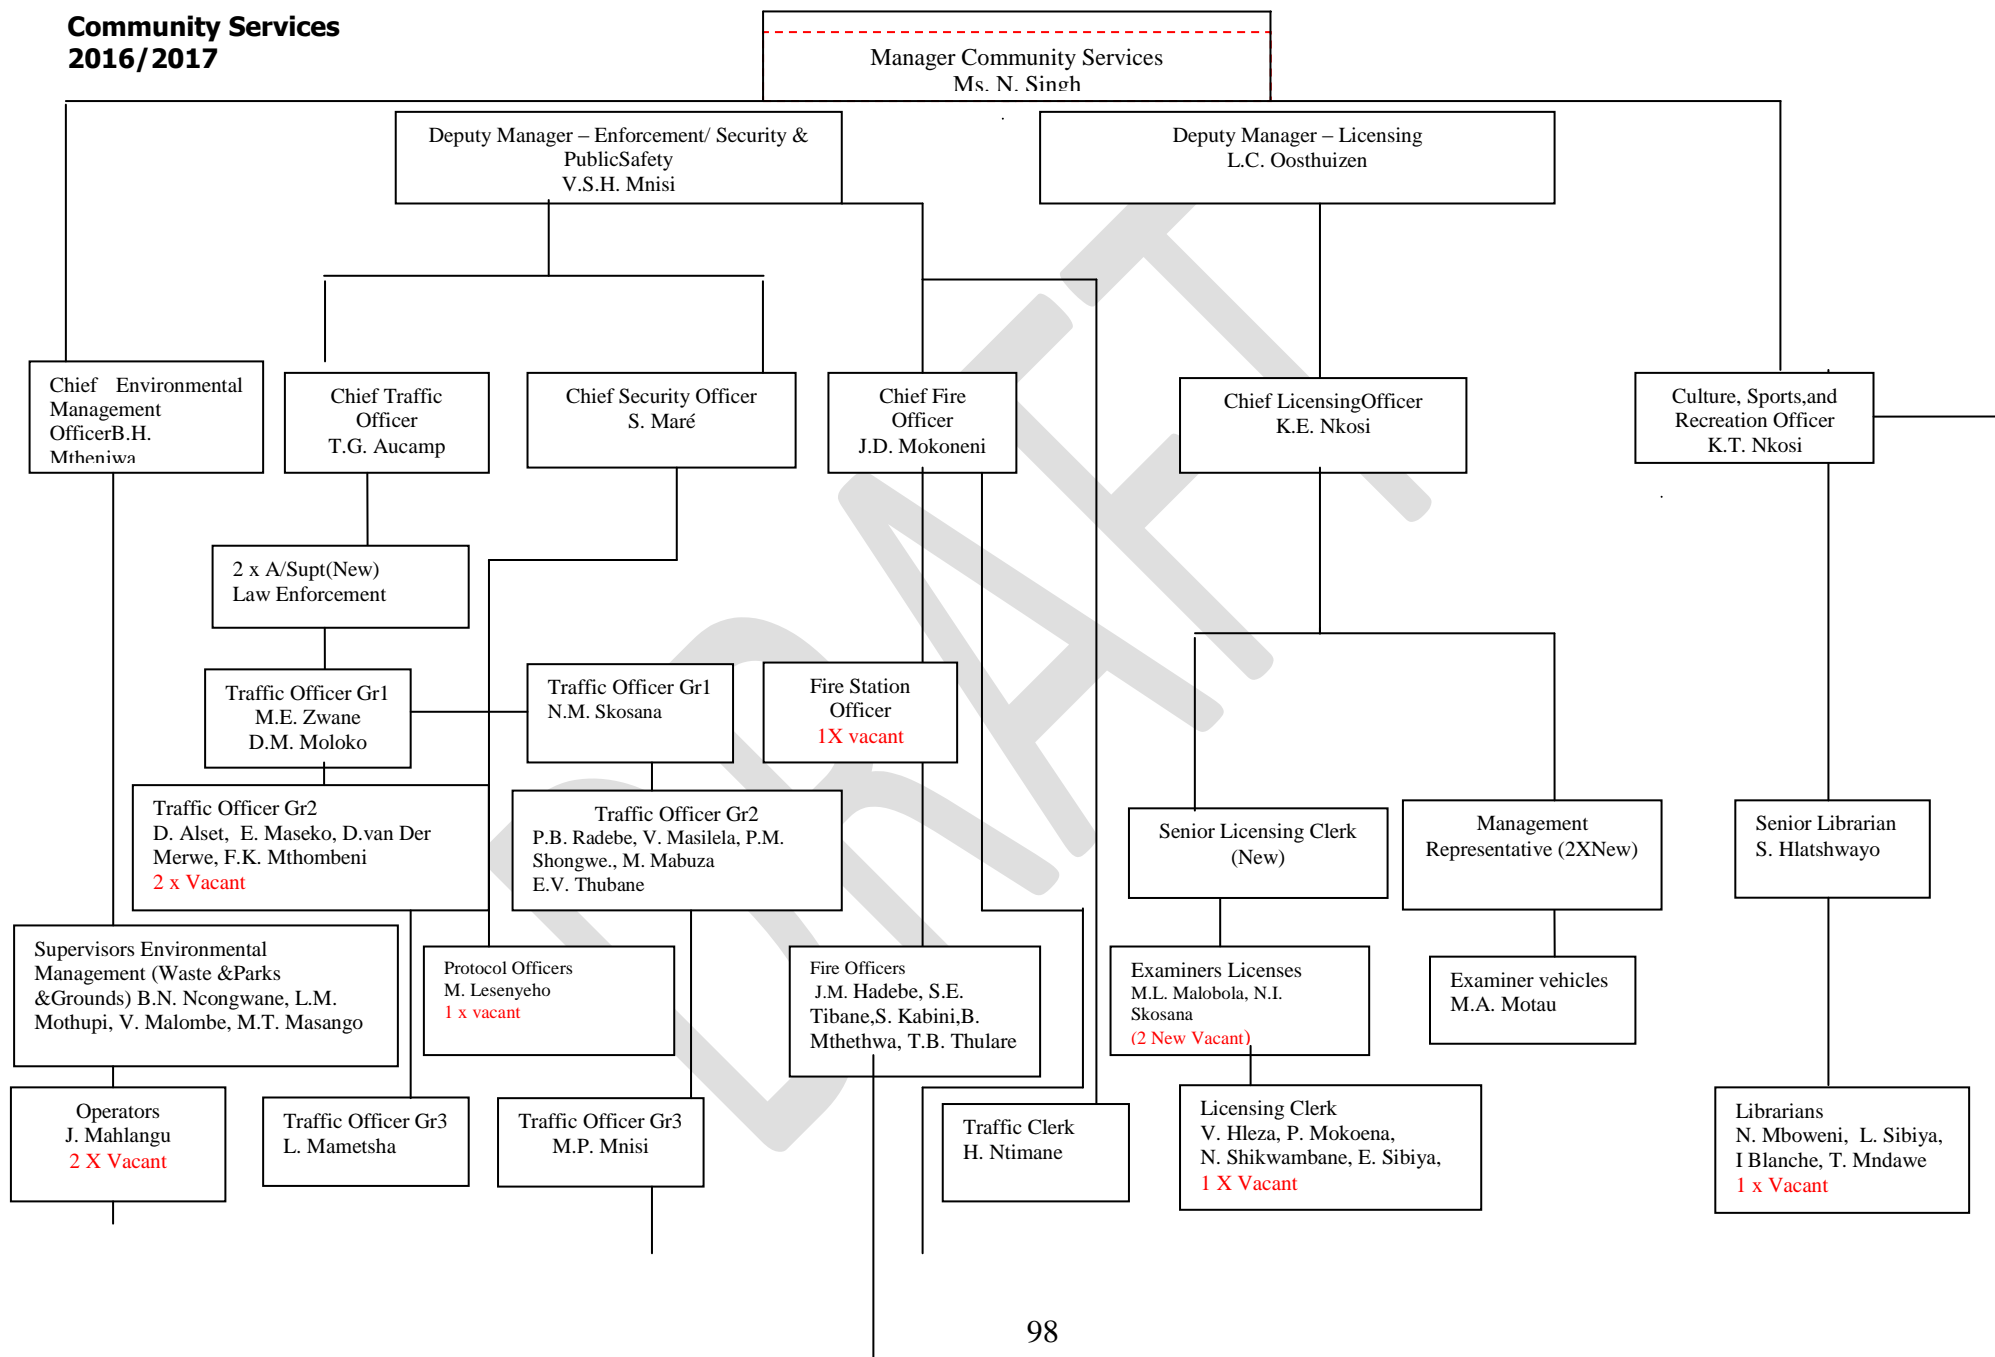 Community Services
2016/2017
Manager Community Services
Ms. N. Singh
Deputy Manager – Enforcement/ Security &
PublicSafety
V.S.H. Mnisi
Deputy Manager – Licensing
L.C. Oosthuizen
Chief Environmental
Management
OfficerB.H.
Mtheniwa
Chief Traffic
Officer
T.G. Aucamp
Chief Security Officer
S. Maré
Chief Fire
Officer
J.D. Mokoneni
Chief LicensingOfficer
K.E. Nkosi
Culture, Sports,and
Recreation Officer
K.T. Nkosi
2 x A/Supt(New)
Law Enforcement
Traffic Officer Gr1
M.E. Zwane
D.M. Moloko
Traffic Officer Gr1
N.M. Skosana
Fire Station
Officer
1X vacant
Traffic Officer Gr2
D. Alset, E. Maseko, D.van Der
Merwe, F.K. Mthombeni
2 x Vacant
Traffic Officer Gr2
P.B. Radebe, V. Masilela, P.M.
Shongwe., M. Mabuza
E.V. Thubane
Senior Licensing Clerk
(New)
Management
Representative (2XNew)
Senior Librarian
S. Hlatshwayo
Supervisors Environmental
Management (Waste &Parks
&Grounds) B.N. Ncongwane, L.M.
Mothupi, V. Malombe, M.T. Masango
Protocol Officers
M. Lesenyeho
1 x vacant
Fire Officers
J.M. Hadebe, S.E.
Tibane,S. Kabini,B.
Mthethwa, T.B. Thulare
Examiners Licenses
M.L. Malobola, N.I.
Skosana
(2 New Vacant)
Examiner vehicles
M.A. Motau
Operators
J. Mahlangu
2 X Vacant
Traffic Officer Gr3
L. Mametsha
Traffic Officer Gr3
M.P. Mnisi
Traffic Clerk
H. Ntimane
Licensing Clerk
V. Hleza, P. Mokoena,
N. Shikwambane, E. Sibiya,
1 X Vacant
Librarians
N. Mboweni, L. Sibiya,
I Blanche, T. Mndawe
1 x Vacant
DRAFT
98